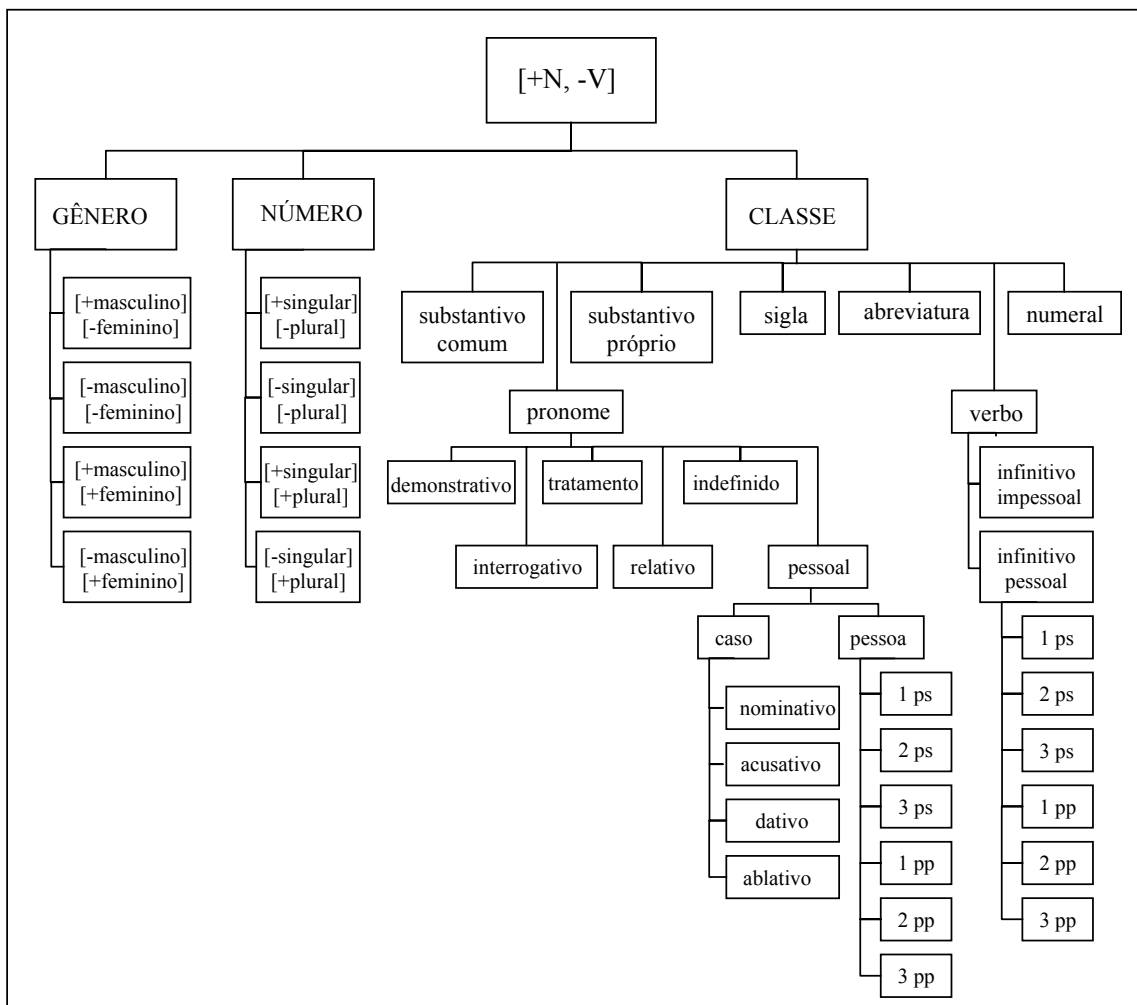 [+N, -V]
GÊNERO
NÚMERO
CLASSE
[+masculino]
[-feminino]
[-masculino]
[-feminino]
[+masculino]
[+feminino]
[-masculino]
[+feminino]
[+singular]
[-plural]
[-singular]
[-plural]
[+singular]
[+plural]
[-singular]
[+plural]
substantivo
comum
substantivo
próprio
sigla
abreviatura
numeral
pronome
verbo
demonstrativo
tratamento
indefinido
interrogativo
relativo
pessoal
caso
pessoa
nominativo
acusativo
dativo
ablativo
1 ps
2 ps
3 ps
1 pp
2 pp
3 pp
infinitivo
impessoal
infinitivo
pessoal
1 ps
2 ps
3 ps
1 pp
2 pp
3 pp